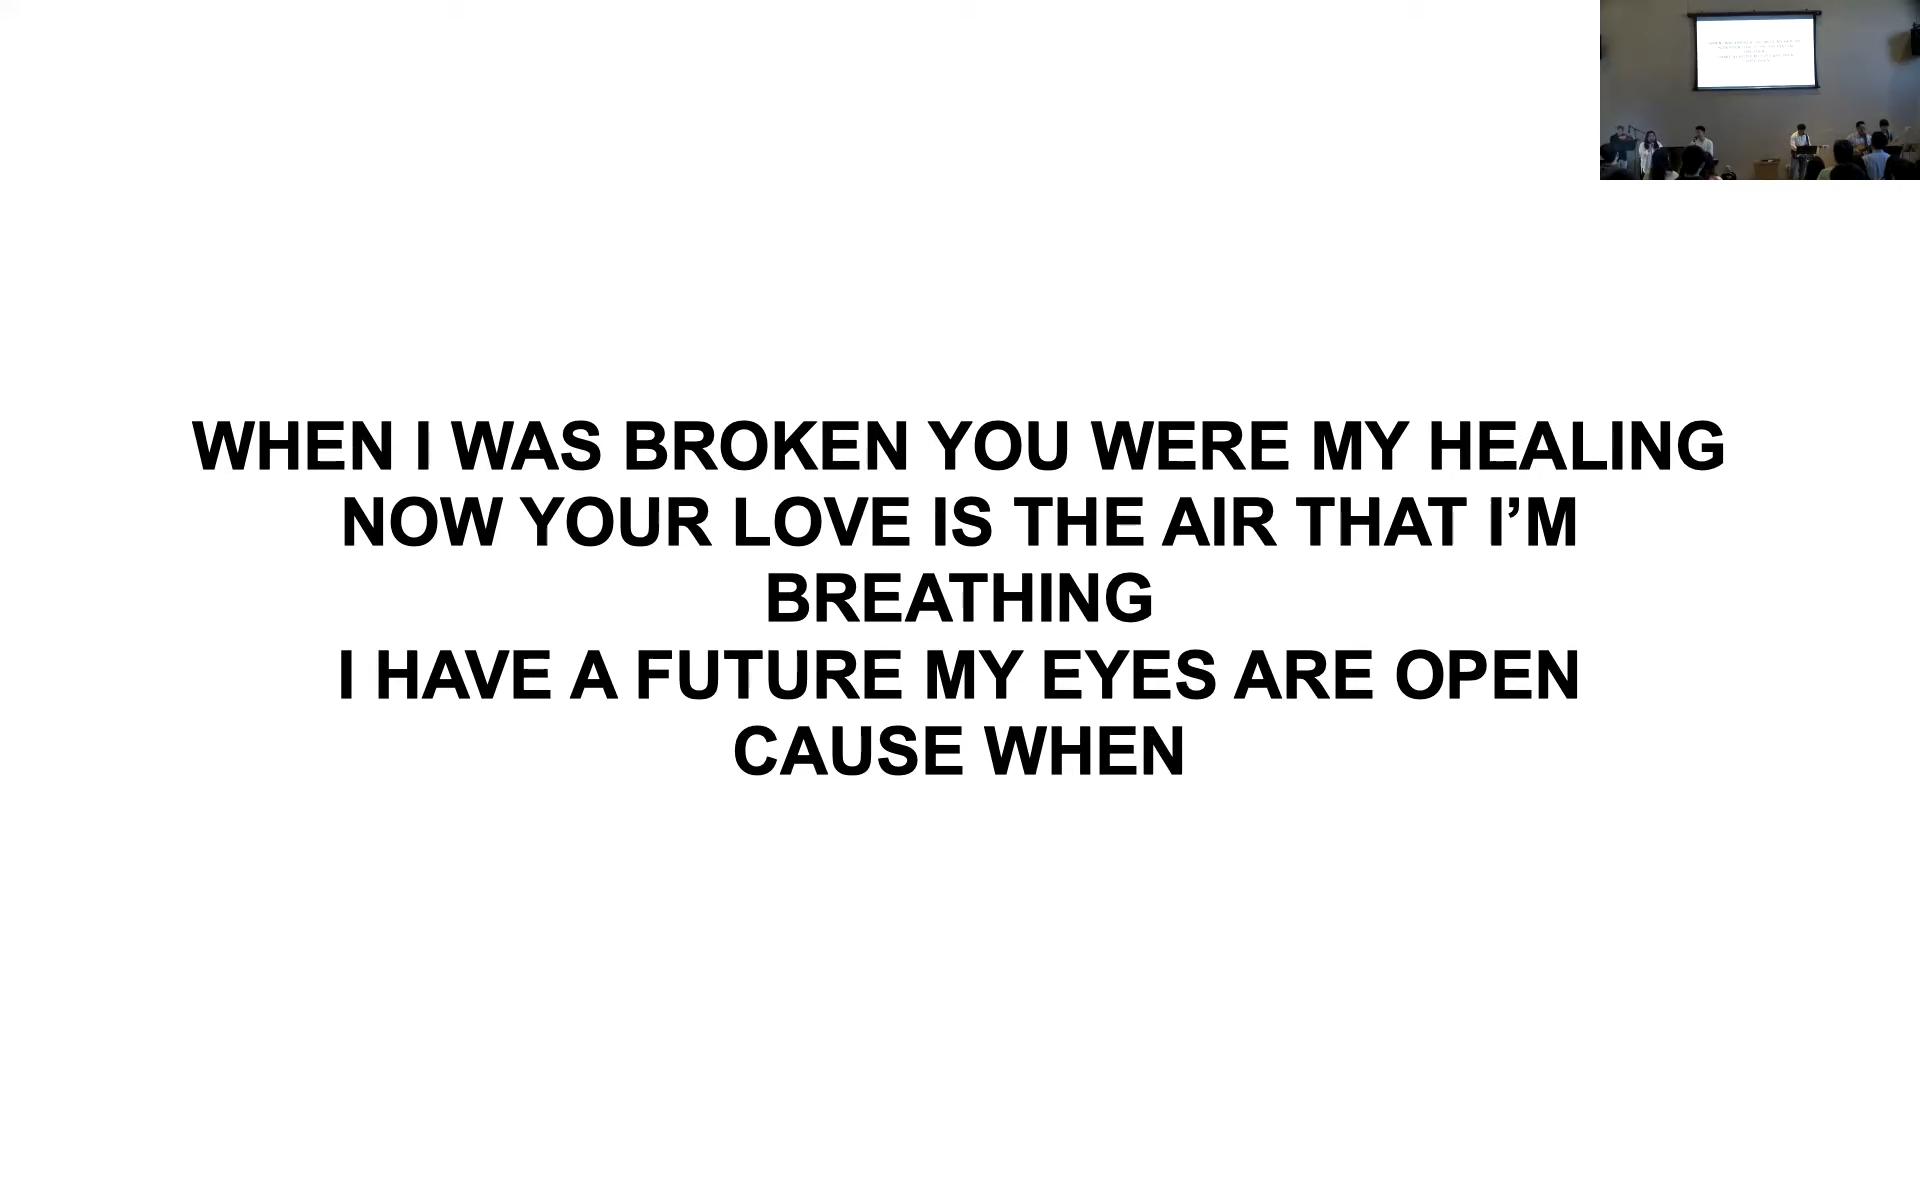 WHEN I WAS BROKEN YOU WERE MY HEALING
NOW YOUR LOVE IS THE AIR THAT I’M
BREATHING
I HAVE A FUTURE MY EYES ARE OPEN
CAUSE WHEN